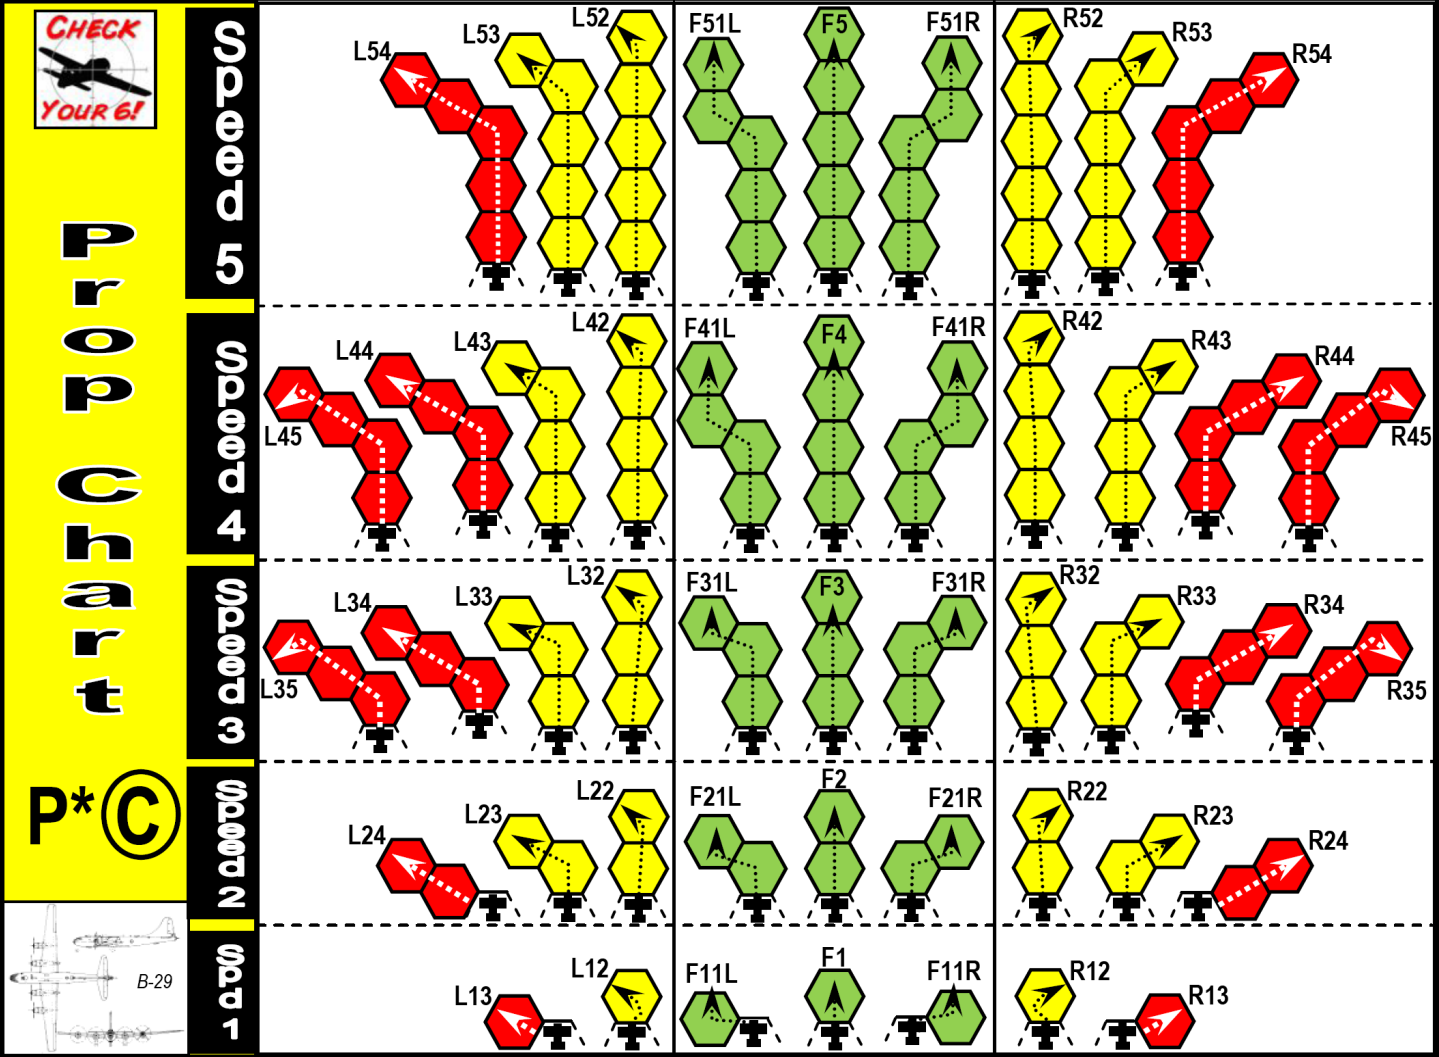 CHECK
YOUR 6!
Prop Chart
P*©
B-29
Speed 5
L54
L53
L52
F51L
F5
F51R
R52
R53
R54
Speed 4
L45
L44
L43
L42
F41L
F4
F41R
R42
R43
R44
R45
Speed 3
L35
L34
L33
L32
F31L
F3
F31R
R32
R33
R34
R35
Speed 2
L24
L23
L22
F21L
F2
F21R
R22
R23
R24
Spd 1
L13
L12
F11L
F1
F11R
R12
R13